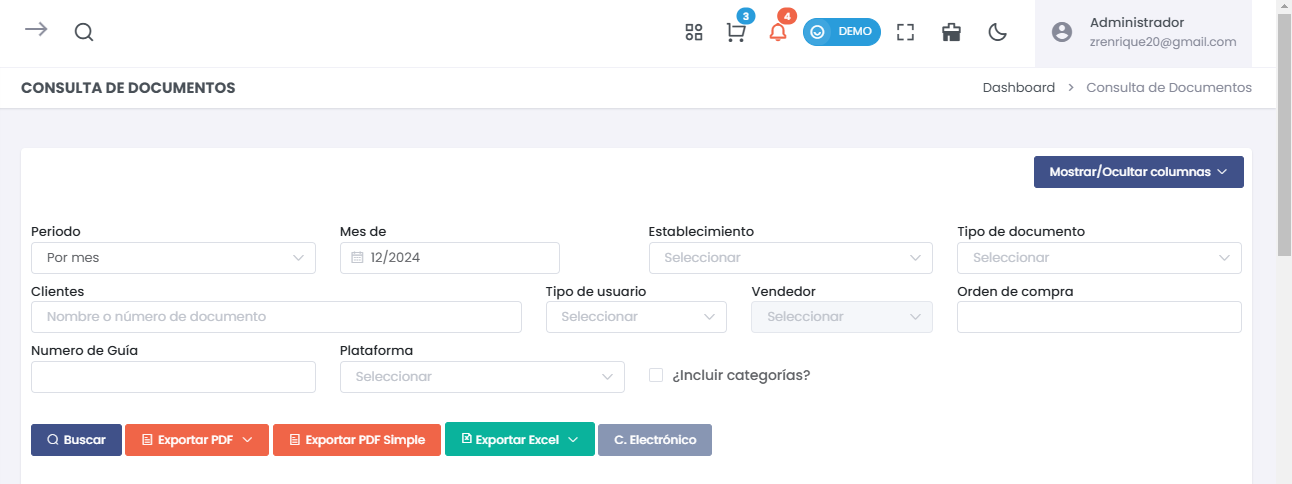 3
4
DEMO
Administrador
zrenrique20@gmail.com
CONSULTA DE DOCUMENTOS
Dashboard > Consulta de Documentos
Mostrar/Ocultar columnas
Periodo
Mes de
Establecimiento
Tipo de documento
Por mes
12/2024
Seleccionar
Seleccionar
Clientes
Tipo de usuario
Vendedor
Orden de compra
Nombre o número de documento
Seleccionar
Seleccionar
Numero de Guía
Plataforma
Seleccionar
¿Incluir categorías?
Buscar
Exportar PDF
Exportar PDF Simple
Exportar Excel
C. Electrónico